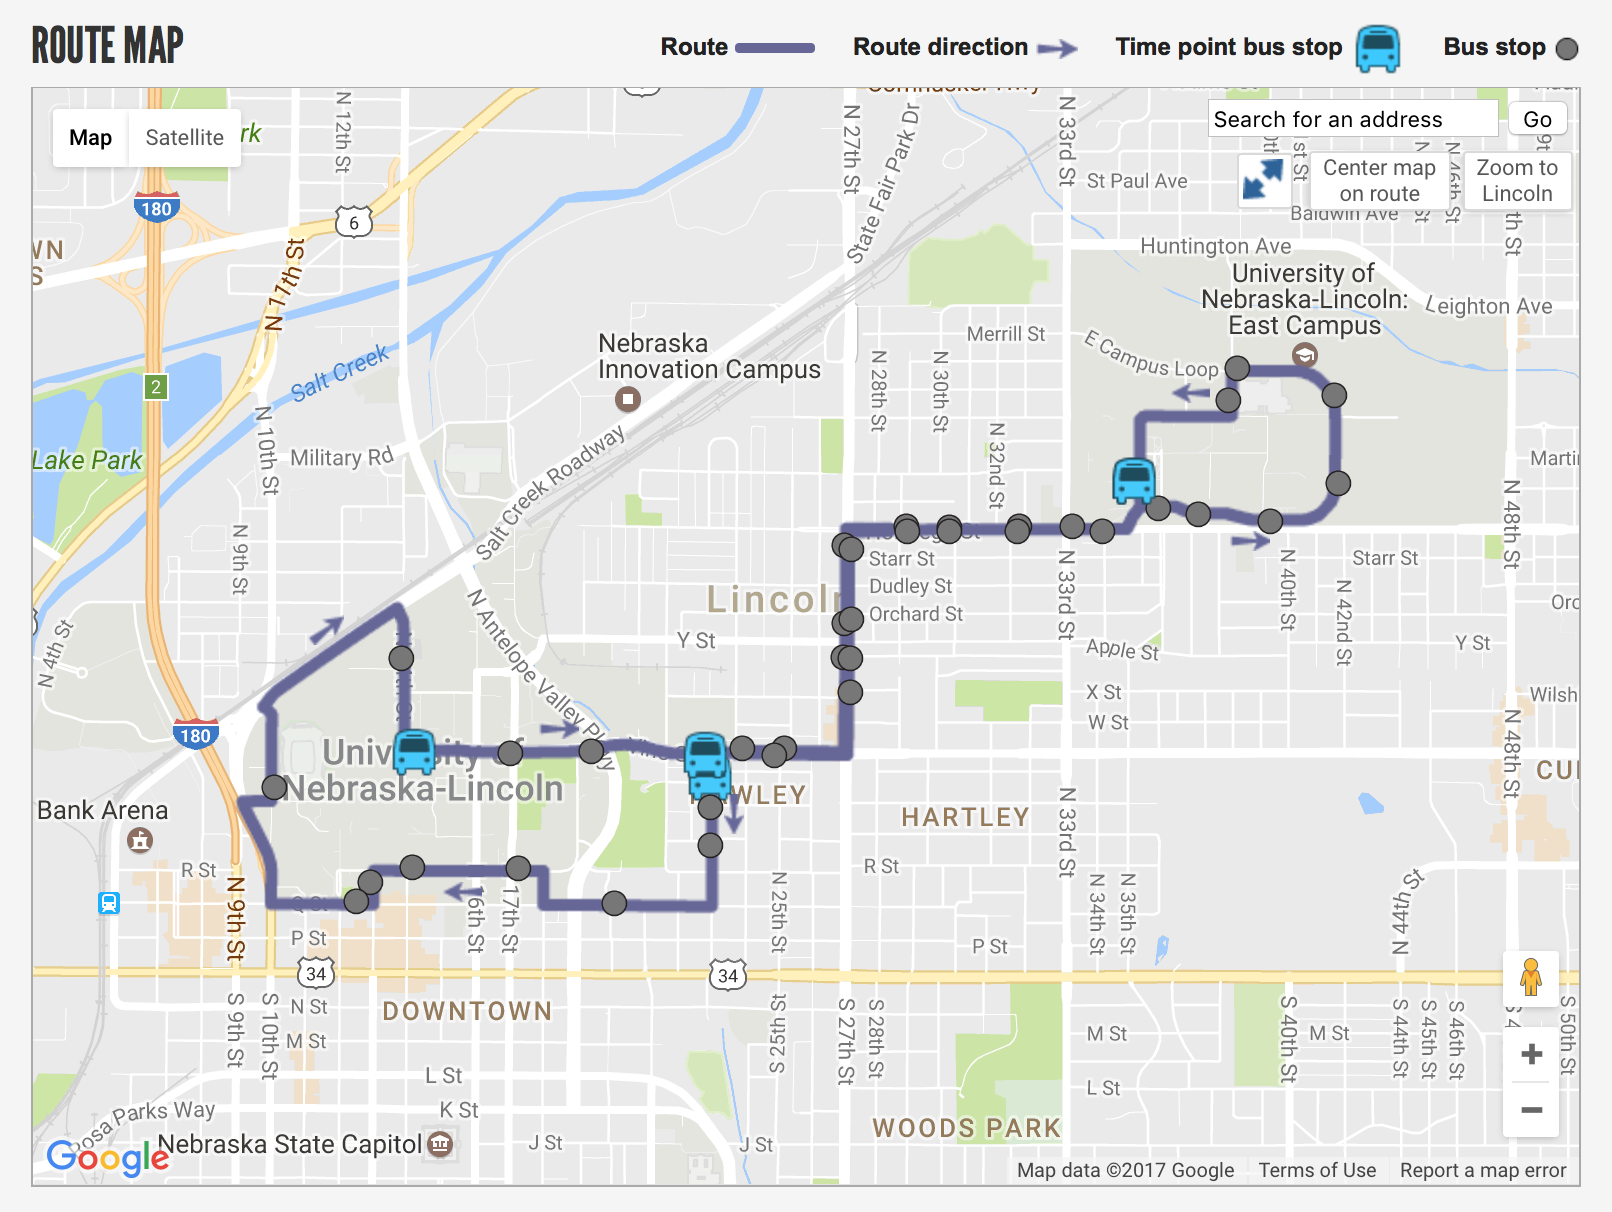 ROUTE MAP
Route
Route direction
Time point bus stop
Bus stop
Map
Satellite
Search for an address
Go
Center map
on route
Zoom to
Lincoln
180
6
2
N 12th St
N 27th St
State Fair Park Dr
N 33rd St
St Paul Ave
Baldwin Ave
Huntington Ave
University of
Nebraska-Lincoln:
East Campus
Leighton Ave
N 17th St
Salt Creek
Nebraska
Innovation Campus
Merrill St
E Campus Loop
N 28th St
N 30th St
N 32nd St
Lake Park
N 10th St
Military Rd
Salt Creek Roadway
N 9th St
N 48th St
Starr St
Starr St
Dudley St
Orchard St
Lincoln
N 33rd St
N 40th St
N 42nd St
N 4th St
N Antelope Valley Pkwy
Y St
Apple St
Y St
X St
W St
N 48th St
180
University of
Nebraska-Lincoln
Bank Arena
HARTLEY
N 33rd St
R St
N 9th St
17th St
N 25th St
R St
N 34th St
N 35th St
N 44th St
P St
P St
34
34
DOWNTOWN
N St
M St
S 9th St
S 10th St
S 25th St
S 27th St
S 28th St
M St
S 40th St
M St
S 44th St
S 45th St
S 46th St
S 50th St
L St
L St
K St
Rosa Parks Way
J St
J St
WOODS PARK
Nebraska State Capitol
Google
+
−
Map data ©2017 Google
Terms of Use
Report a map error